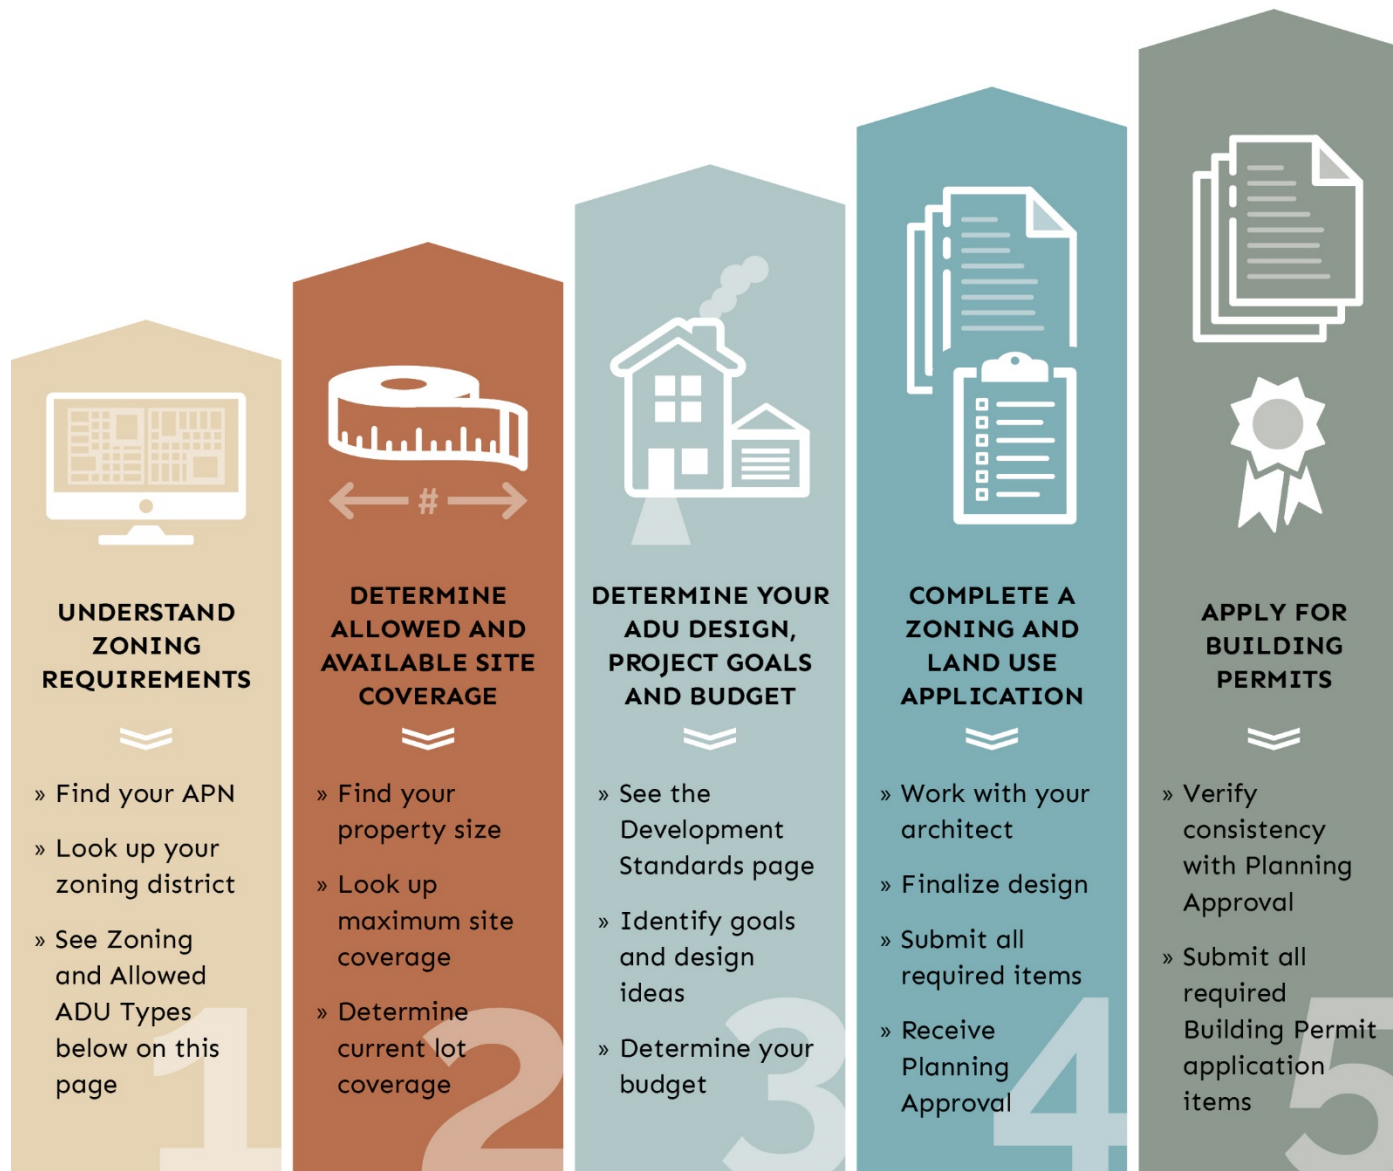 #
UNDERSTAND
ZONING
REQUIREMENTS
» Find your APN
» Look up your
zoning district
» See Zoning
and Allowed
ADU Types
below on this
page
1
DETERMINE
ALLOWED AND
AVAILABLE SITE
COVERAGE
» Find your
property size
» Look up
maximum site
coverage
» Determine
current lot
coverage
2
DETERMINE YOUR
ADU DESIGN,
PROJECT GOALS
AND BUDGET
» See the
Development
Standards page
» Identify goals
and design
ideas
» Determine your
budget
3
COMPLETE A
ZONING AND
LAND USE
APPLICATION
» Work with your
architect
» Finalize design
» Submit all
required items
» Receive
Planning
Approval
4
APPLY FOR
BUILDING
PERMITS
» Verify
consistency
with Planning
Approval
» Submit all
required
Building Permit
application
items
5